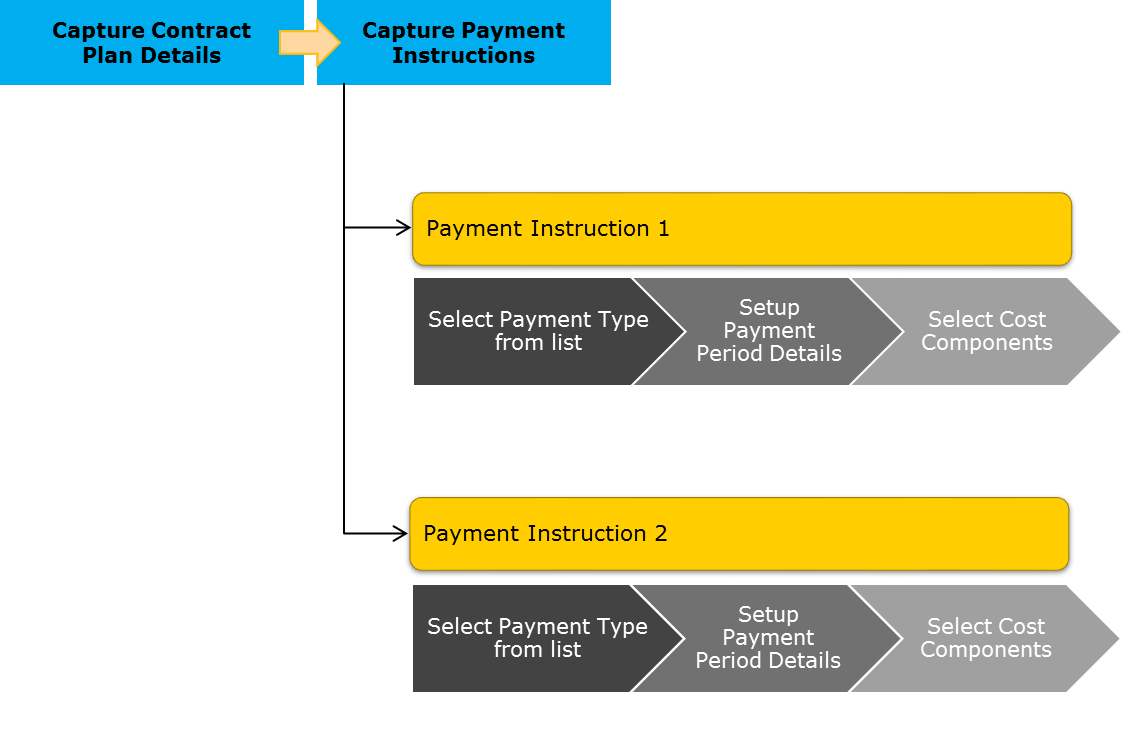 Capture Contract
Plan Details
Capture Payment
Instructions
Payment Instruction 1
Select Payment Type
from list
Setup
Payment
Period Details
Select Cost
Components
Payment Instruction 2
Select Payment Type
from list
Setup
Payment
Period Details
Select Cost
Components